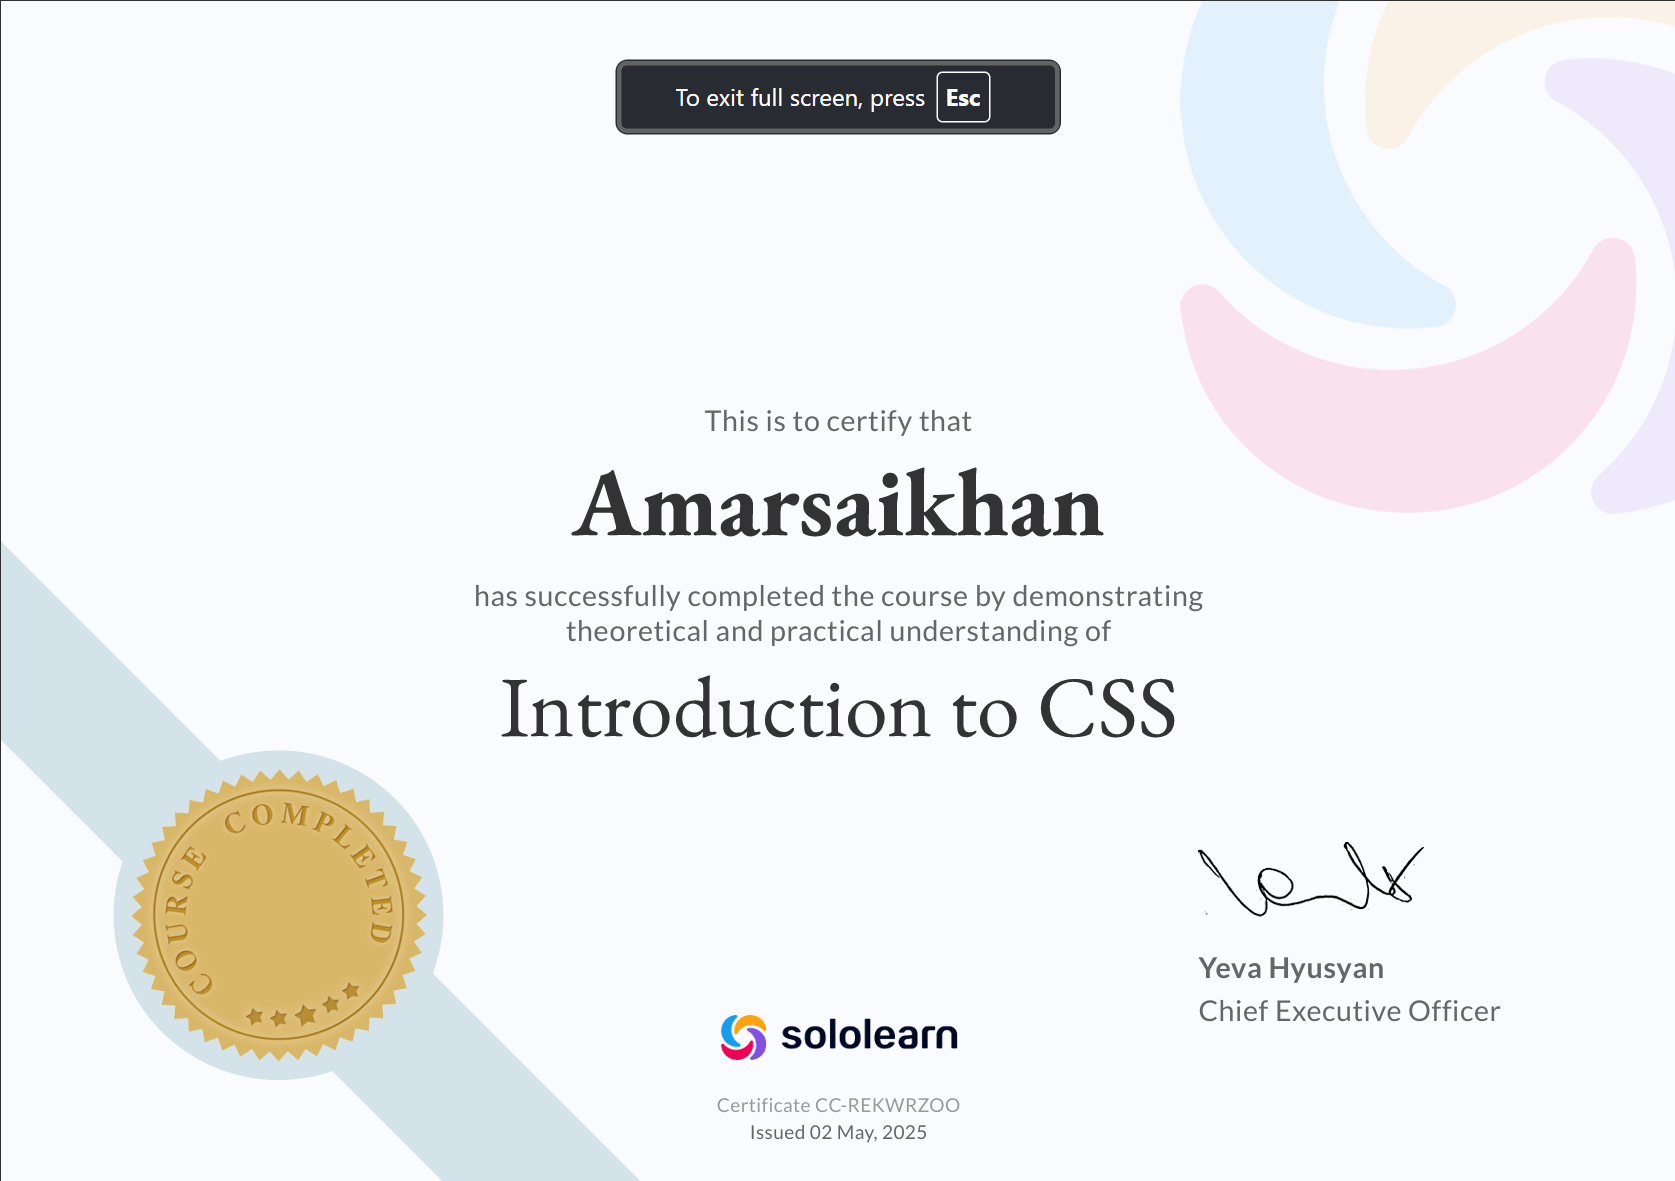 To exit full screen, press Esc
This is to certify that
Amarsaikhan
has successfully completed the course by demonstrating
theoretical and practical understanding of
Introduction to CSS
COURSE COMPLETED
Yeva Hyusyan
Chief Executive Officer
sololearn
Certificate CC-REKWRZOO
Issued 02 May, 2025